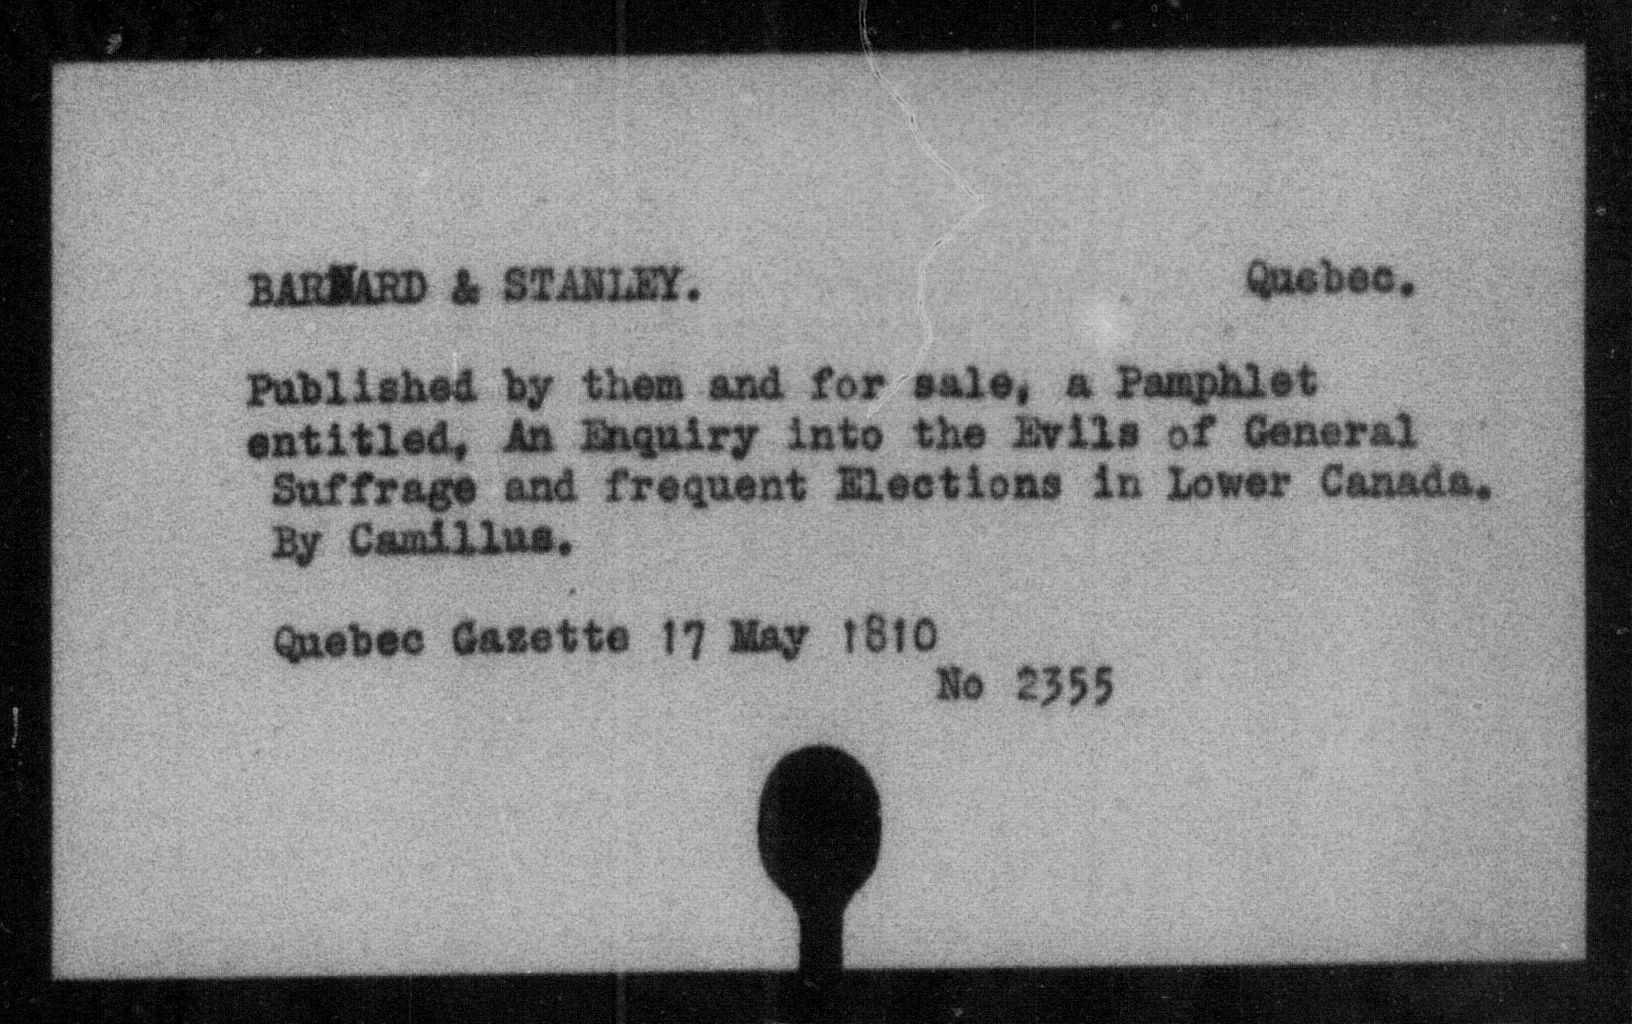 BARNARD & STANLEY. Quebec.
Published by them and for sale, a Pamphlet
entitled, An Enquiry into the Evils of General
Suffrage and frequent Elections in Lower Canada.
By Camillus.
Quebec Gazette 17 May 1810
No 2355